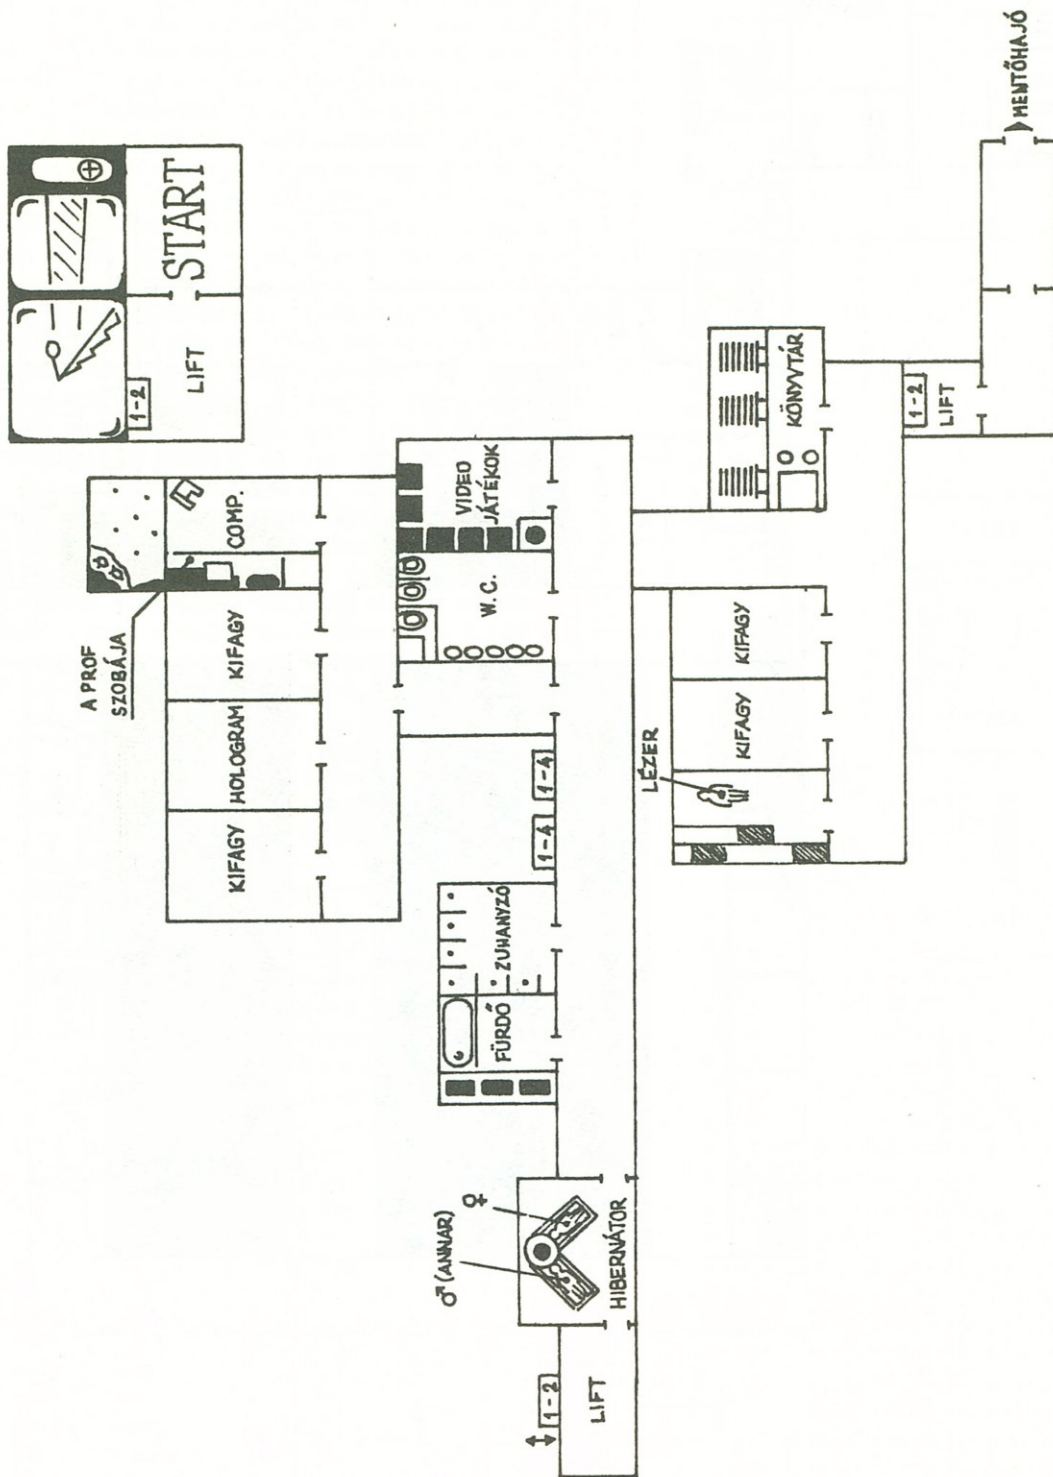 MENTŐHAJÓ
START
1-2
LIFT
KÖNYVTÁR
1-2
LIFT
VIDEO
JÁTÉKOK
COMP.
W.C.
A PROF
SZOBÁJA
KIFAGY
HOLOGRAM
KIFAGY
KIFAGY
KIFAGY
LÉZER
1-4
1-4
ZUHANYZÓ
FÜRDŐ
♀
♂(ANNAR)
HIBERNÁTOR
1-2
LIFT